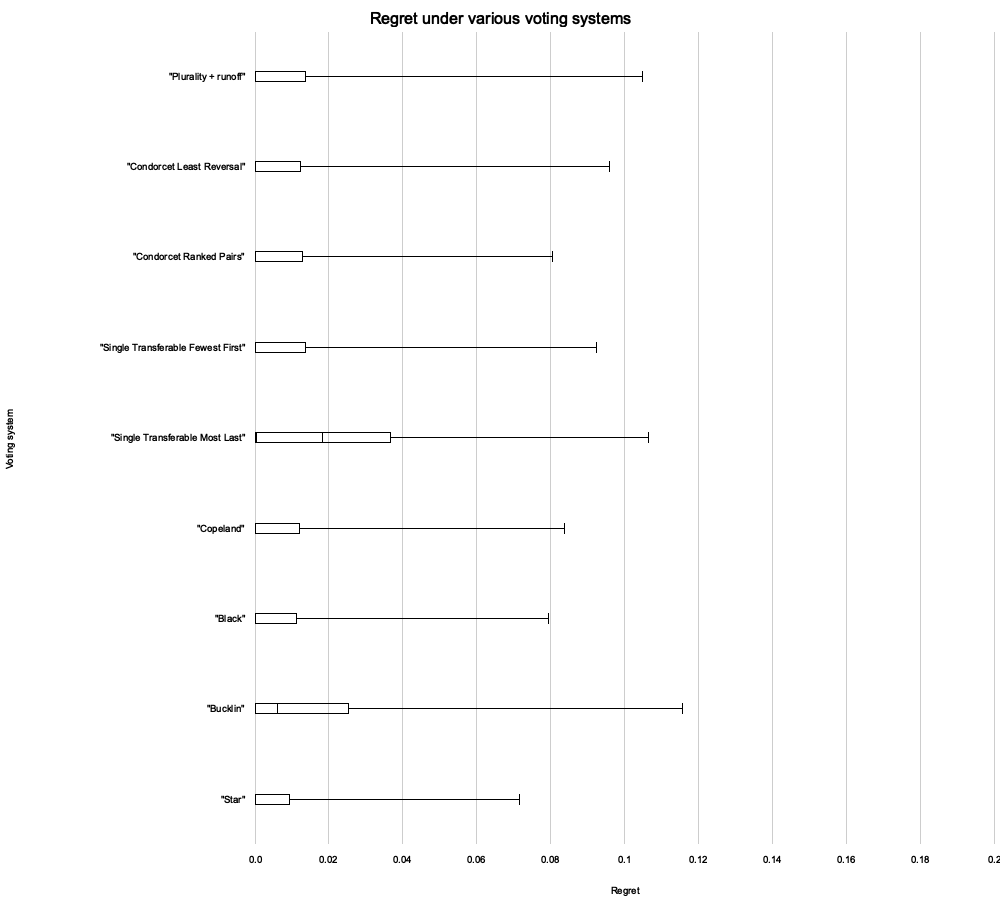 Regret under various voting systems
"Plurality + runoff"
"Condorcet Least Reversal"
"Condorcet Ranked Pairs"
"Single Transferable Fewest First"
"Single Transferable Most Last"
"Copeland"
"Black"
"Bucklin"
"Star"
Voting system
0.0 0.02 0.04 0.06 0.08 0.1 0.12 0.14 0.16 0.18 0.2
Regret